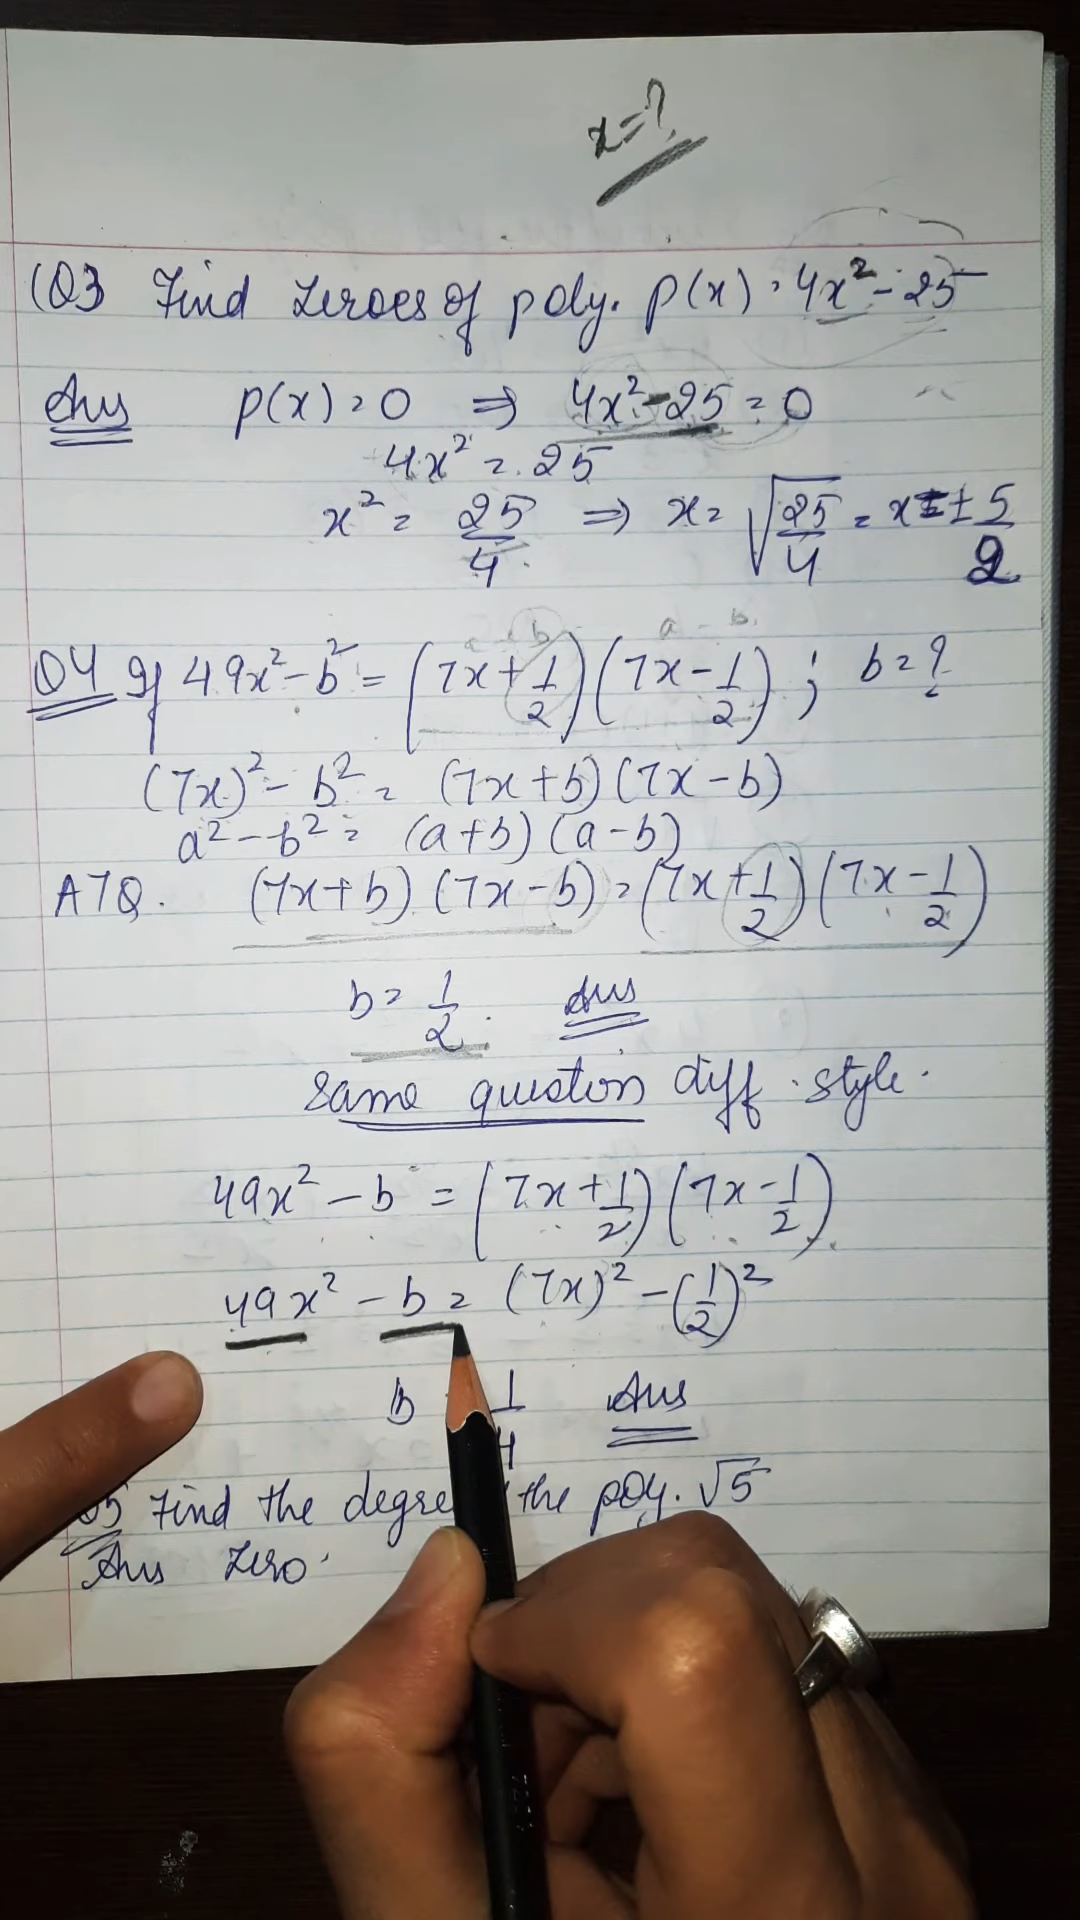 x=?
Q3 Find zeroes of poly. p(x) = 4x² - 25
Ans p(x) = 0 ⇒ 4x² - 25 = 0
4x² = 25
x² = 25/4 ⇒ x = √25/4 = x = ± 5/2
a + b a - b
Q4 If 49x² - b² = (7x + 1/2) (7x - 1/2) ; b = ?
(7x)² - b² = (7x + b) (7x - b)
a² - b² = (a + b) (a - b)
ATQ. (7x + b) (7x - b) = (7x + 1/2) (7x - 1/2)
b = 1/2 . Ans
Same question diff. style.
49x² - b = (7x + 1/2) (7x - 1/2)
49x² - b = (7x)² - (1/2)²
b 1/4 Ans
Q5 Find the degre the poly. √5
Ans Zero.